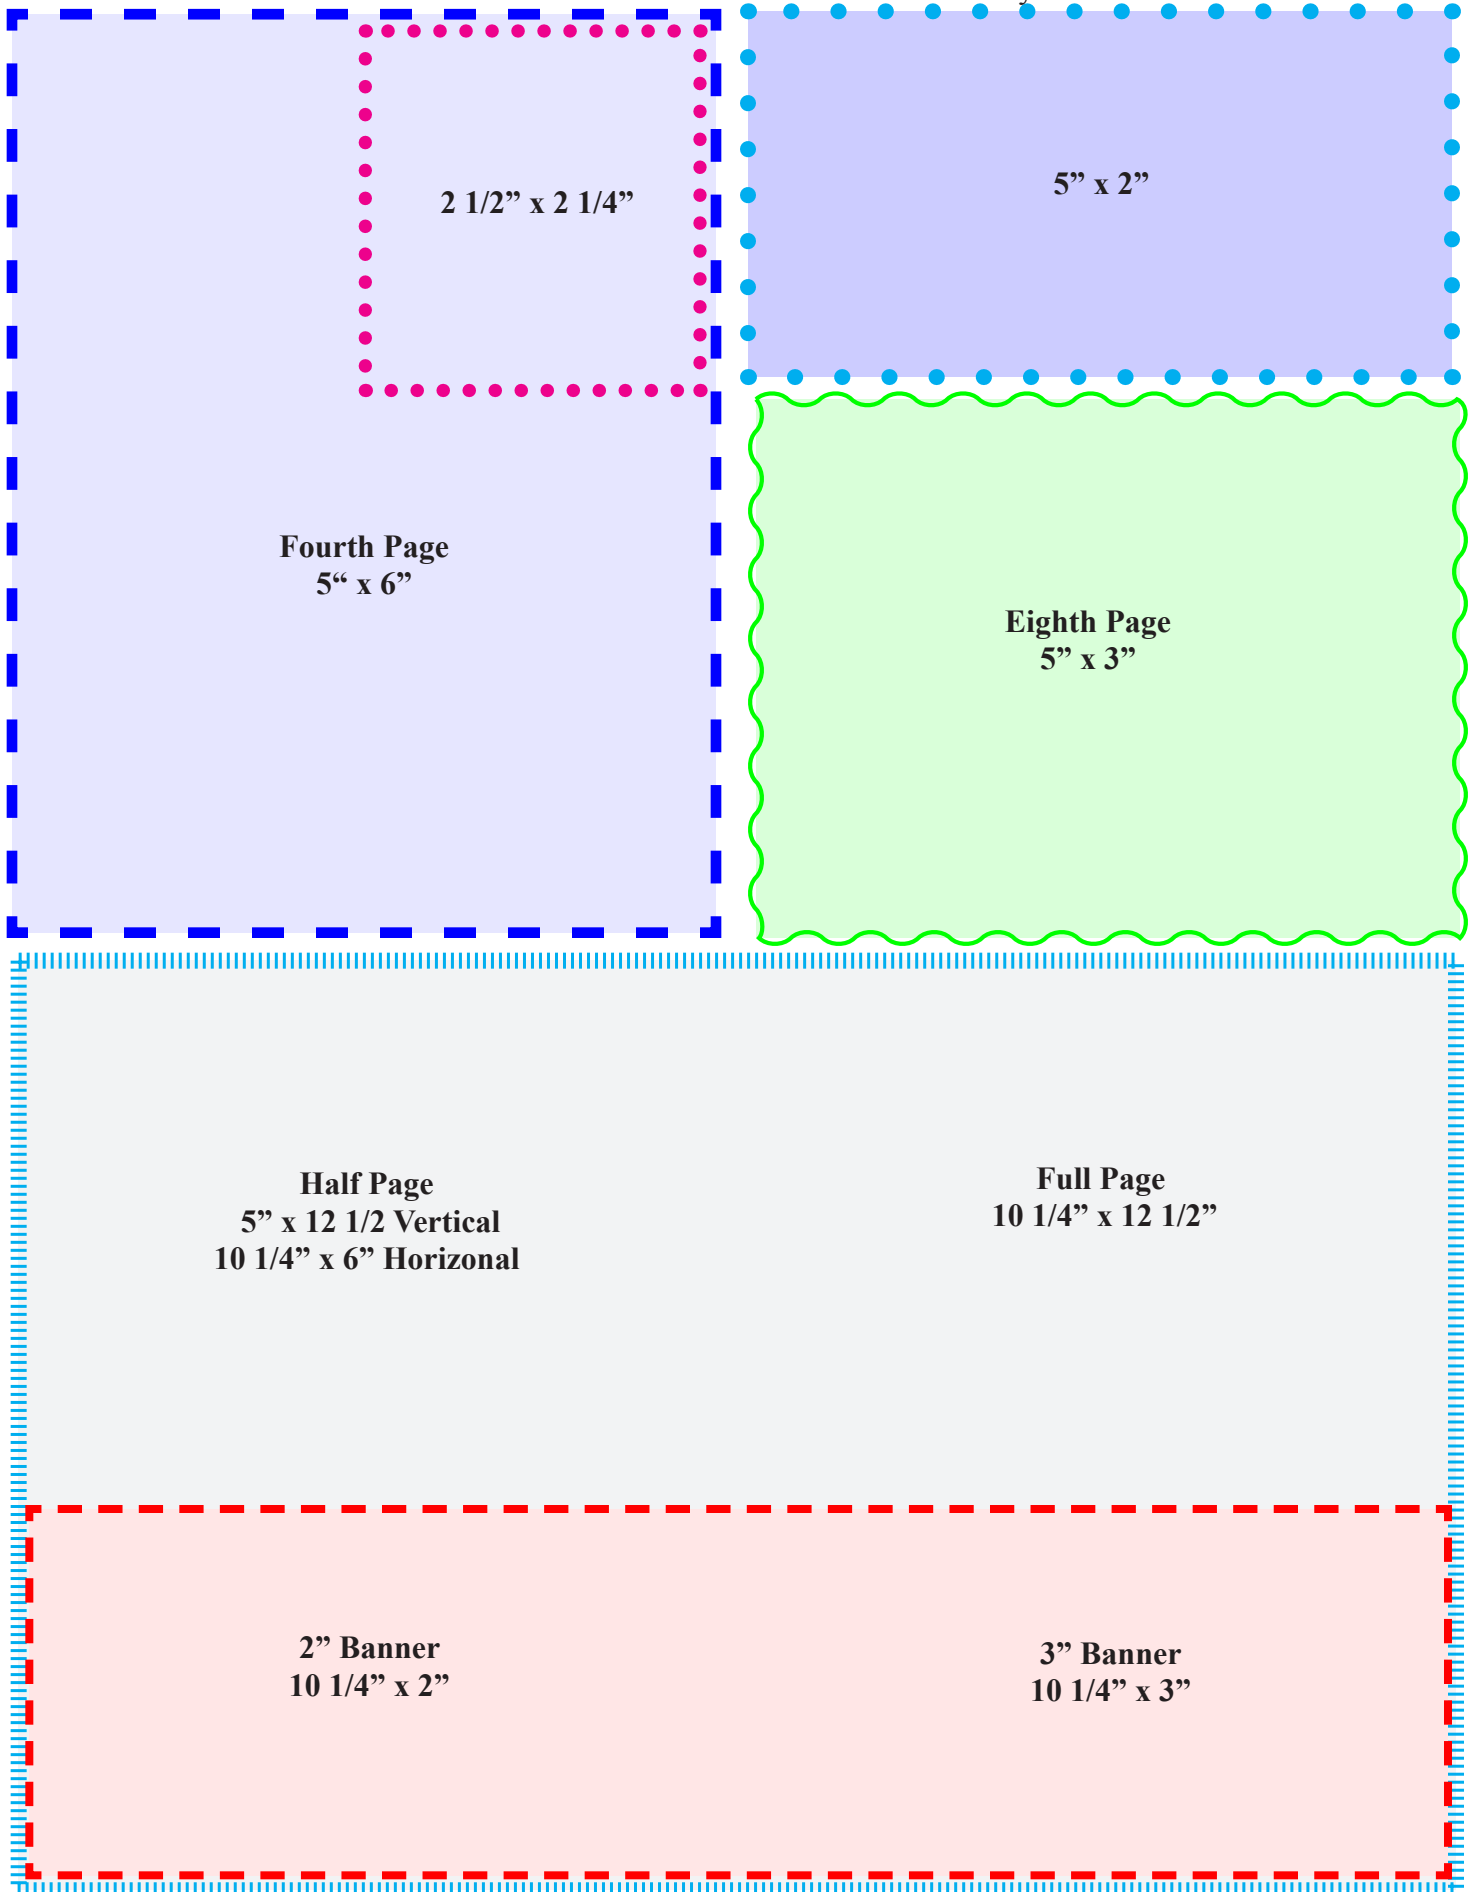 2 1/2” x 2 1/4”
5” x 2”
Fourth Page
5“ x 6”
Eighth Page
5” x 3”
Half Page
5” x 12 1/2 Vertical
10 1/4” x 6” Horizonal
Full Page
10 1/4” x 12 1/2”
2” Banner
10 1/4” x 2”
3” Banner
10 1/4” x 3”